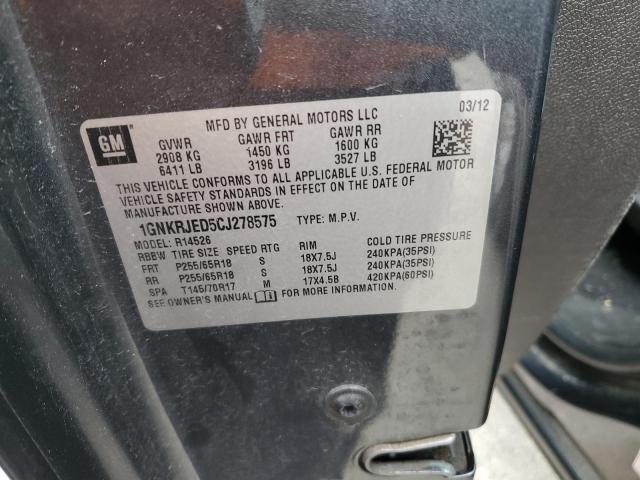 MFD BY GENERAL MOTORS LLC 03/12
GM
GVWR GAWR FRT GAWR RR
2908 KG 1450 KG 1600 KG
6411 LB 3196 LB 3527 LB
THIS VEHICLE CONFORMS TO ALL APPLICABLE U.S. FEDERAL MOTOR
VEHICLE SAFETY STANDARDS IN EFFECT ON THE DATE OF
MANUFACTURE SHOWN ABOVE.
1GNKRJED5CJ278575 TYPE: M.P.V.
MODEL: R14526
RBBW TIRE SIZE SPEED RTG RIM COLD TIRE PRESSURE
FRT P255/65R18 S 18X7.5J 240KPA(35PSI)
RR P255/65R18 S 18X7.5J 240KPA(35PSI)
SPA T145/70R17 M 17X4.5B 420KPA(60PSI)
SEE OWNER'S MANUAL FOR MORE INFORMATION.